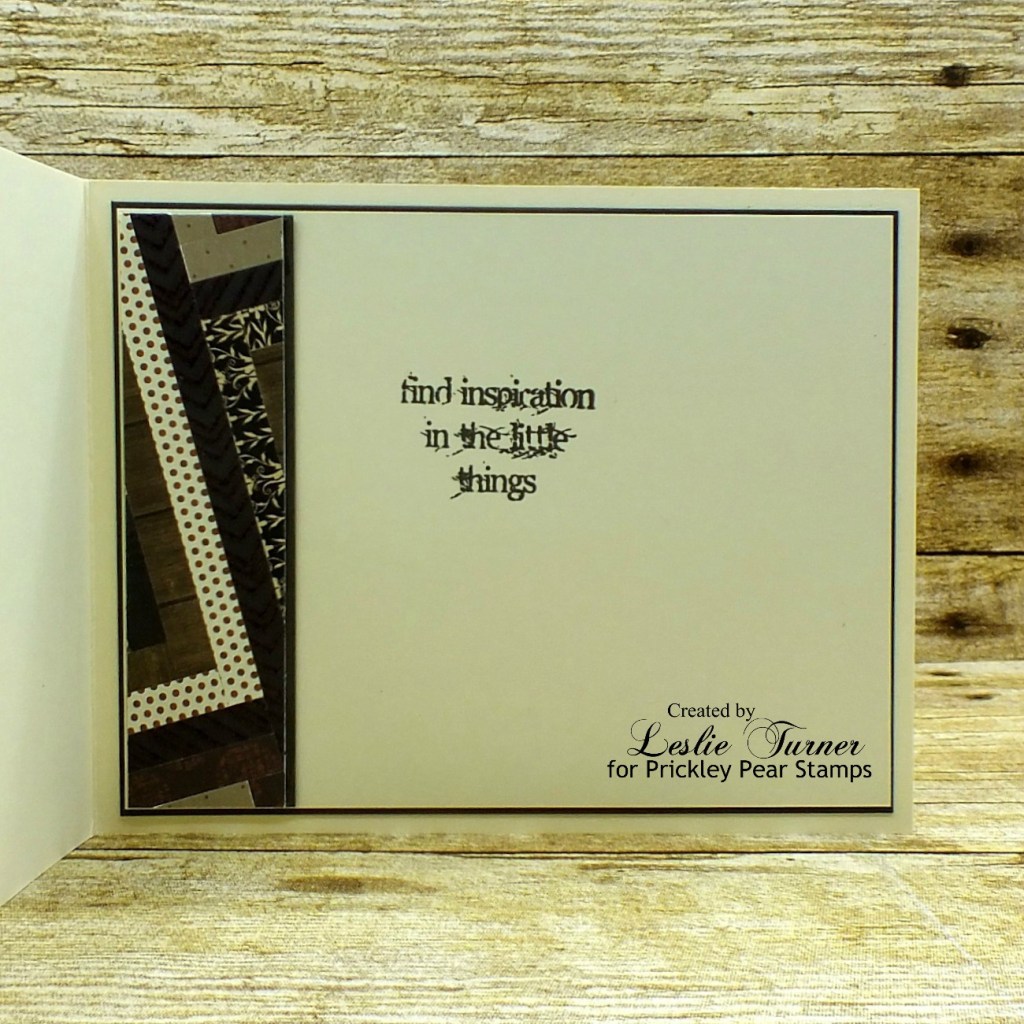 find inspiration
in the little
things
Created by
Leslie Turner
for Prickley Pear Stamps